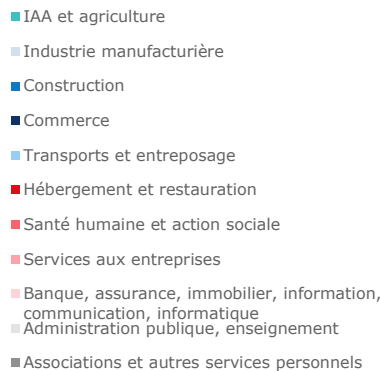 IAA et agriculture
Industrie manufacturière
Construction
Commerce
Transports et entreposage
Hébergement et restauration
Santé humaine et action sociale
Services aux entreprises
Banque, assurance, immobilier, information,
communication, informatique
Administration publique, enseignement
Associations et autres services personnels